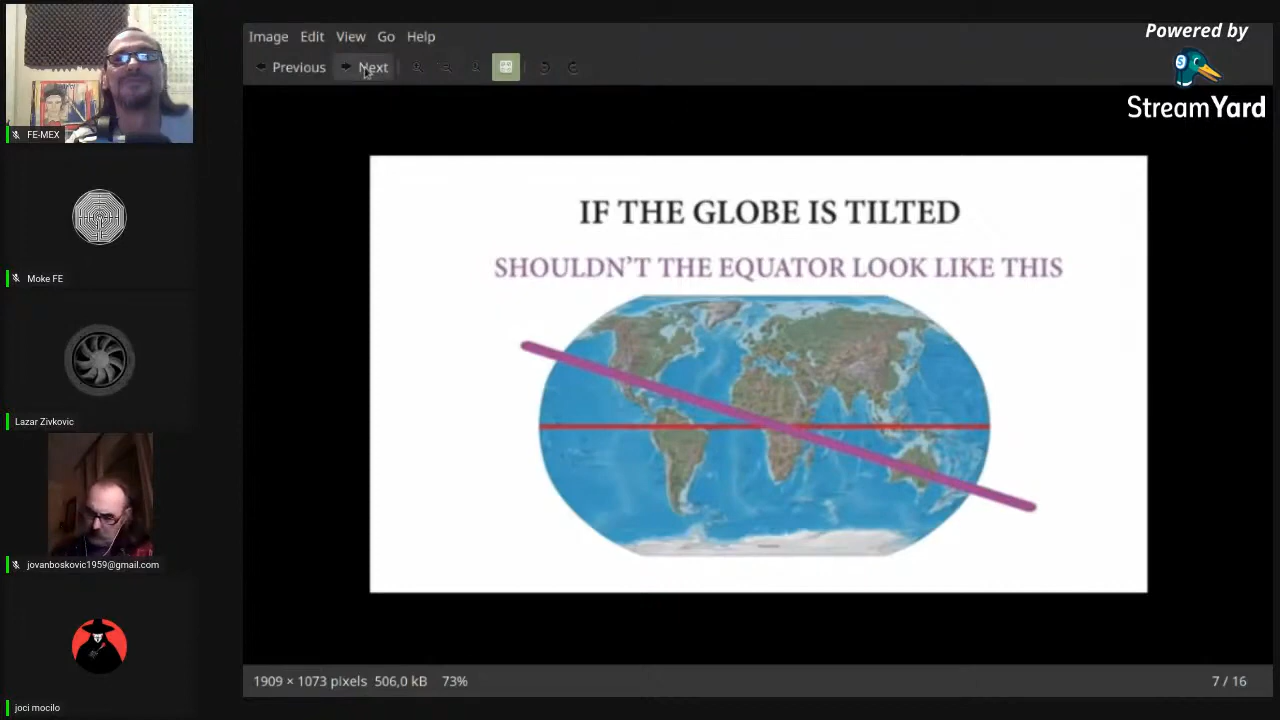 Image Edit View Go Help
Previous Next
Powered by
StreamYard
FE-MEX
Moke FE
Lazar Zivkovic
jovanboskovic1959@gmail.com
joci mocilo
IF THE GLOBE IS TILTED
SHOULDN'T THE EQUATOR LOOK LIKE THIS
1909 × 1073 pixels 506,0 kB 73%
7 / 16